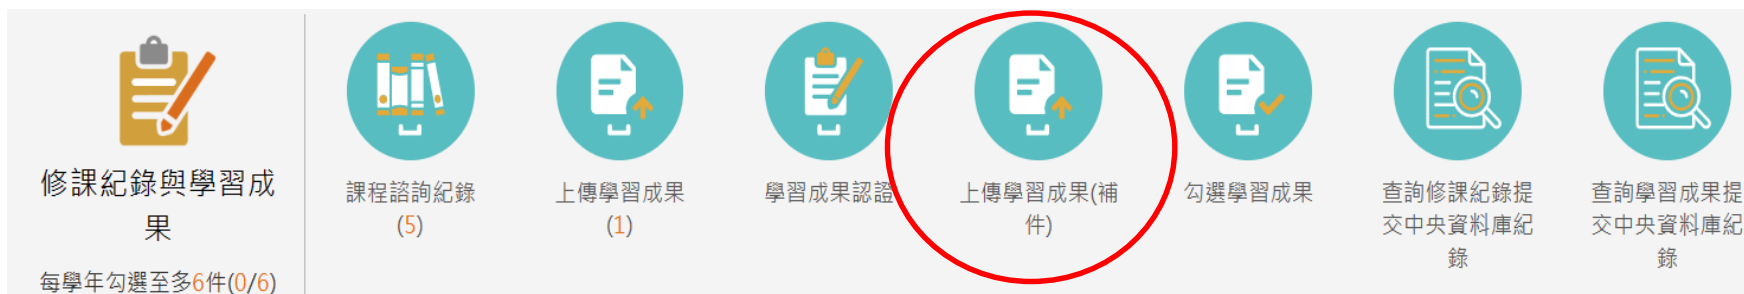 修課紀錄與學習成
果
每學年勾選至多6件(0/6)
課程諮詢紀錄
(5)
上傳學習成果
(1)
學習成果認證
上傳學習成果(補
件)
勾選學習成果
查詢修課紀錄提
交中央資料庫紀
錄
查詢學習成果提
交中央資料庫紀
錄